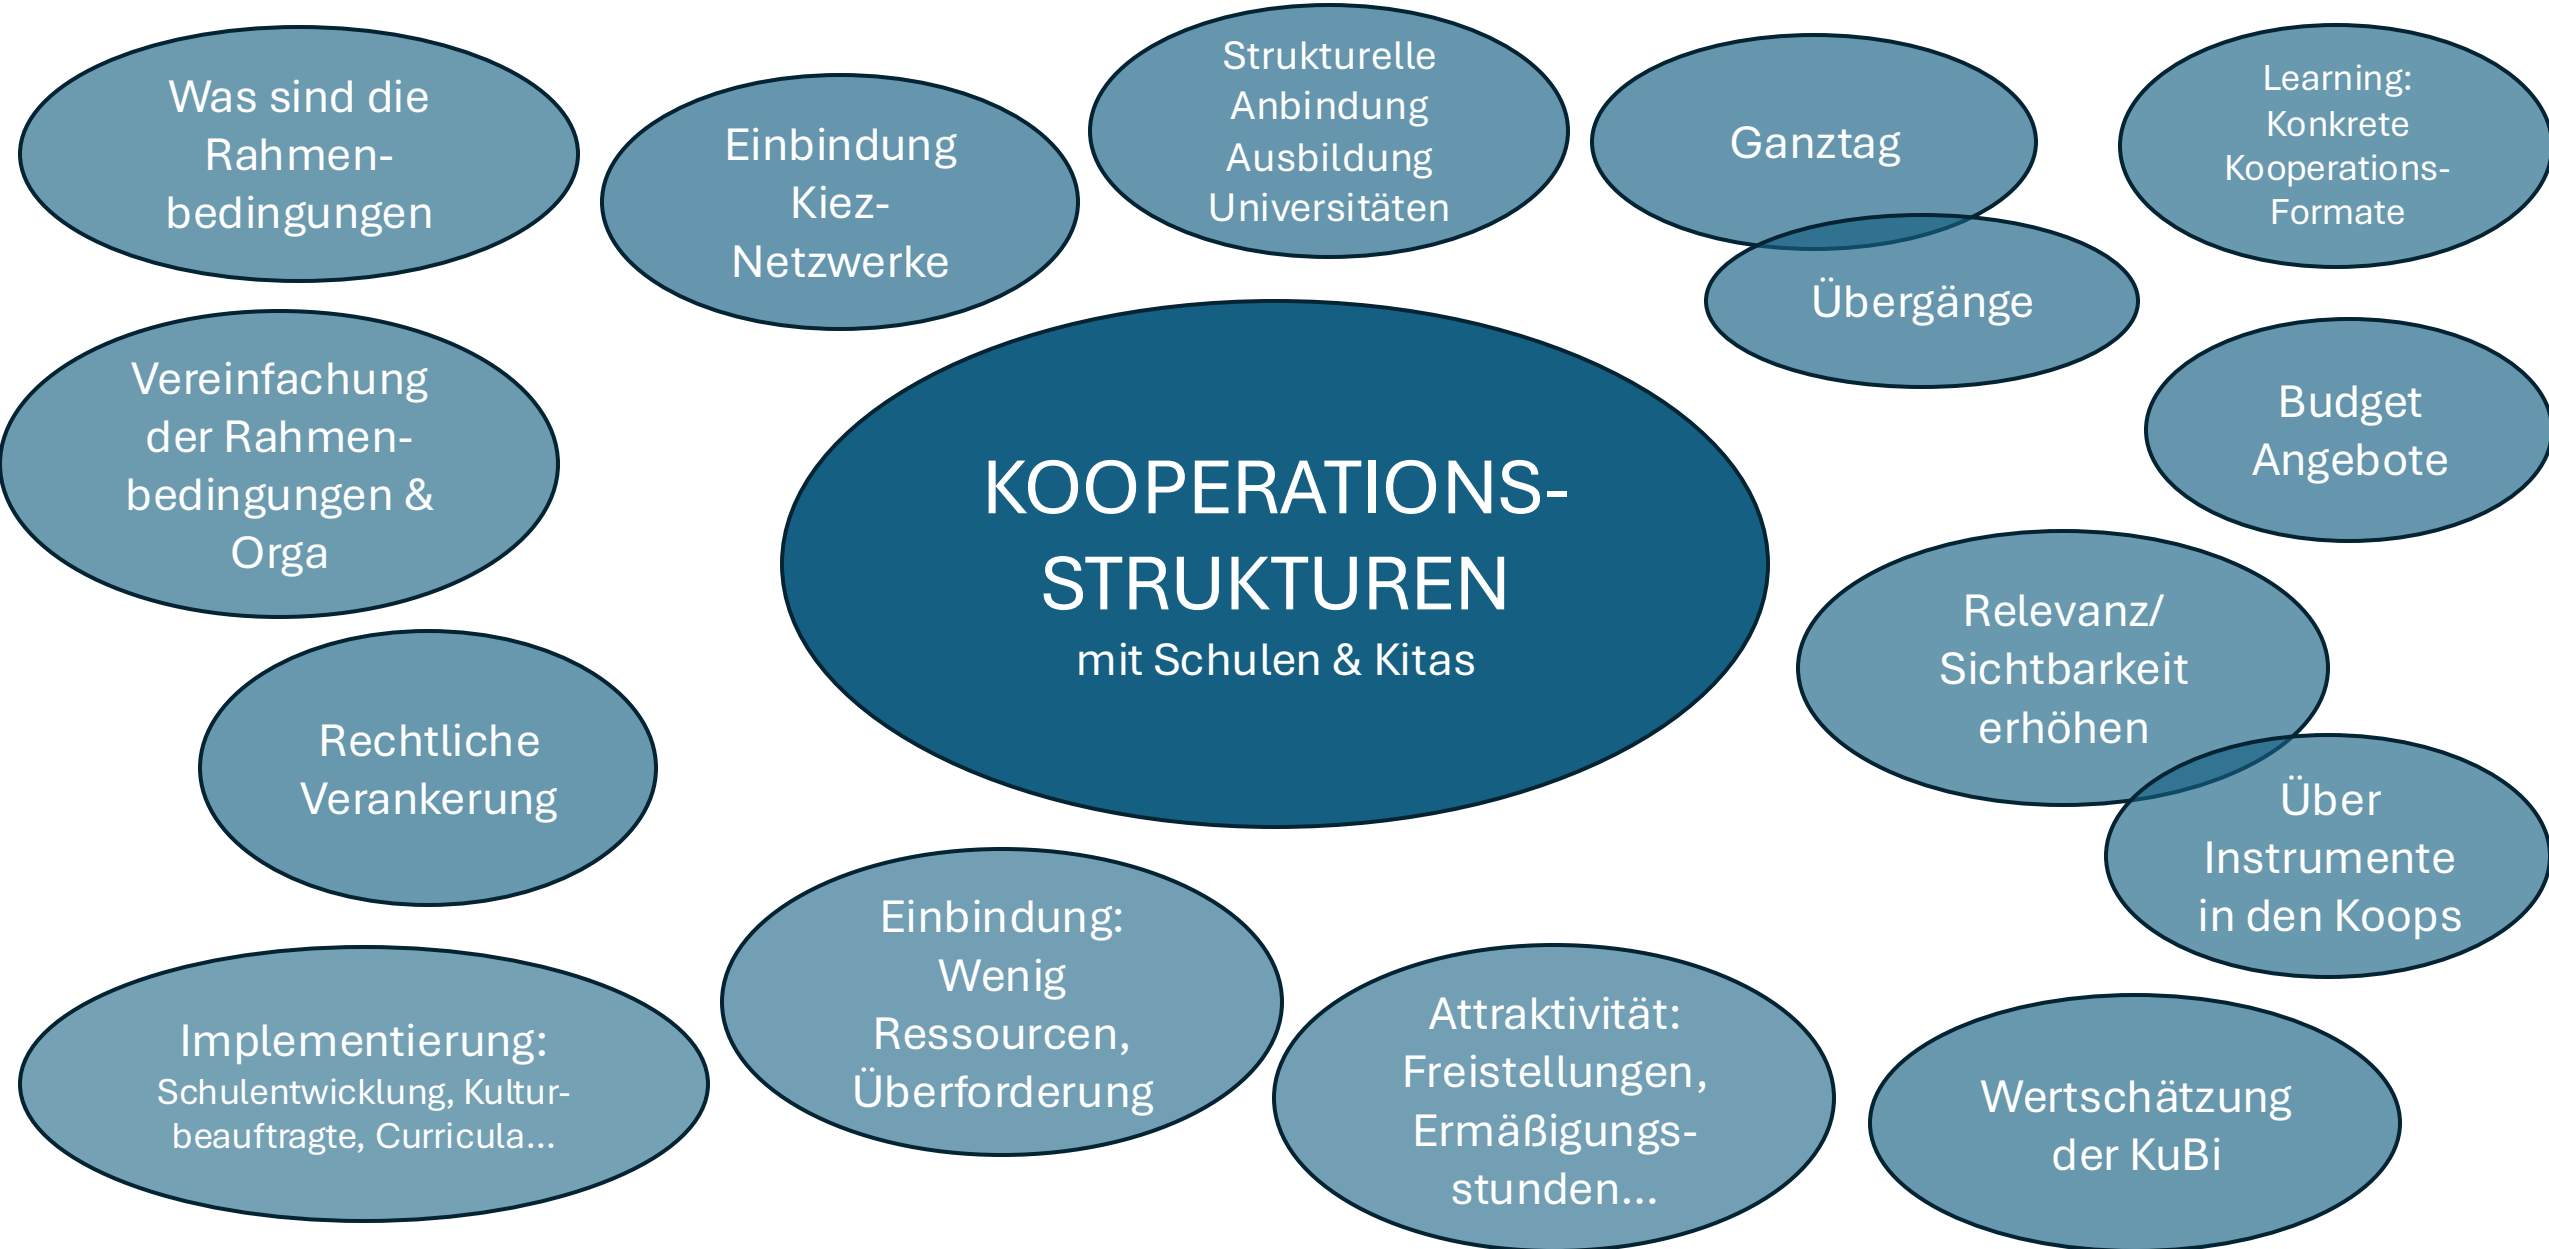 Was sind die
Rahmen-
bedingungen
Einbindung
Kiez-
Netzwerke
Strukturelle
Anbindung
Ausbildung
Universitäten
Ganztag
Übergänge
Learning:
Konkrete
Kooperations-
Formate
Vereinfachung
der Rahmen-
bedingungen &
Orga
KOOPERATIONS-
STRUKTUREN
mit Schulen & Kitas
Budget
Angebote
Relevanz/
Sichtbarkeit
erhöhen
Über
Instrumente
in den Koops
Rechtliche
Verankerung
Implementierung:
Schulentwicklung, Kultur-
beauftragte, Curricula...
Einbindung:
Wenig
Ressourcen,
Überforderung
Attraktivität:
Freistellungen,
Ermäßigungs-
stunden...
Wertschätzung
der KuBi